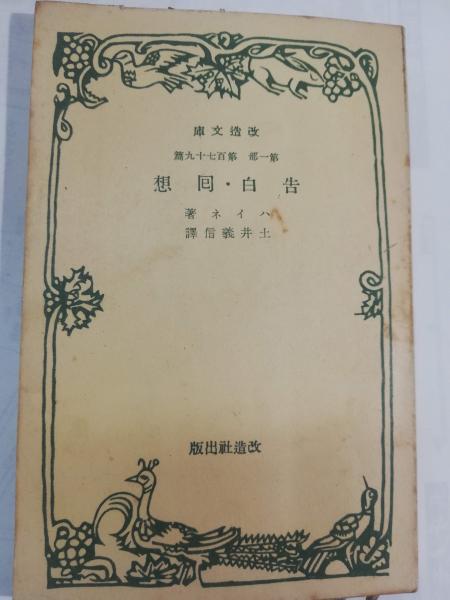 改造文庫
第一部 第百七十九篇
告白・囘想
ハイネ著
土井義信譯
改造社出版